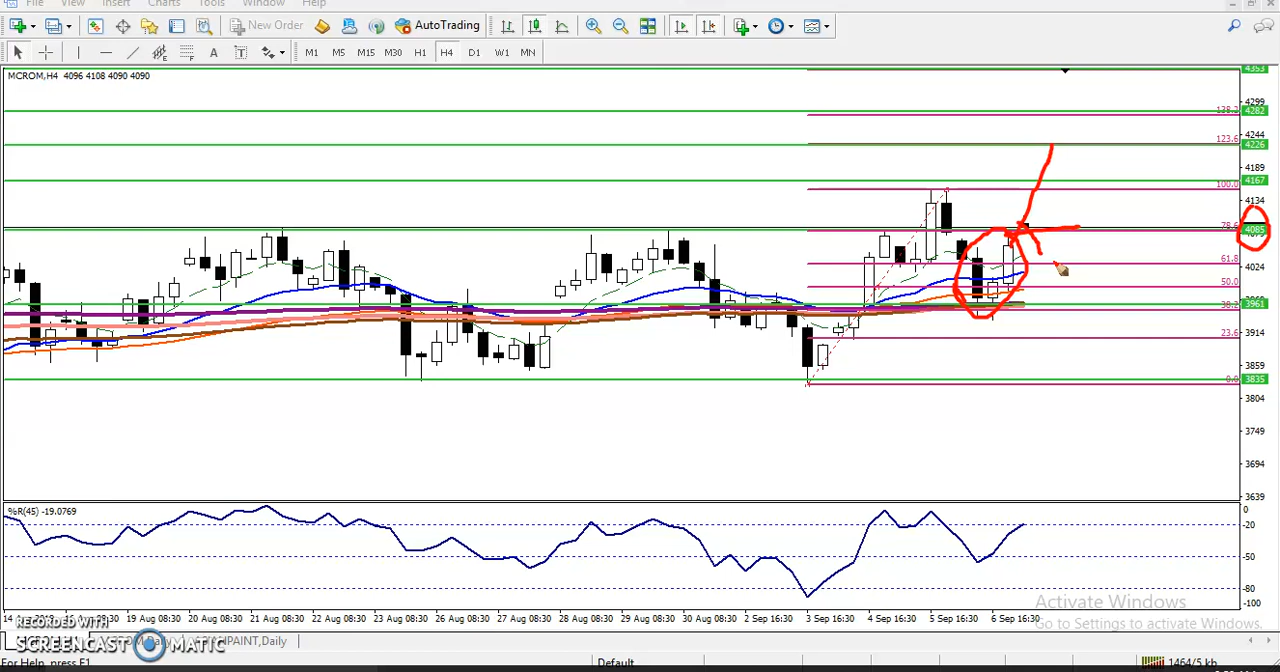 File View Insert Charts Tools Window Help
New Order AutoTrading
A T M1 M5 M15 M30 H1 H4 D1 W1 MN
MCROM,H4 4096 4108 4090 4090
4353
4299
138.2 4282
4244
123.6 4226
4189
4167
100.0
4134
78.6 4085
61.8 4024
50.0
38.2 3961
3914
23.6
3859
0.0 3835
3804
3749
3694
3639
%R(45) -19.0769
0
-20
-50
-80
-100
19 Aug 08:30 20 Aug 08:30 21 Aug 08:30 22 Aug 08:30 23 Aug 08:30 26 Aug 08:30 27 Aug 08:30 28 Aug 08:30 29 Aug 08:30 30 Aug 08:30 2 Sep 16:30 3 Sep 16:30 4 Sep 16:30 5 Sep 16:30 6 Sep 16:30
Activate Windows
Go to Settings to activate Windows.
RECORDED WITH
SCREENCAST MATIC
For Help, press F1 Default 1464/5 kb